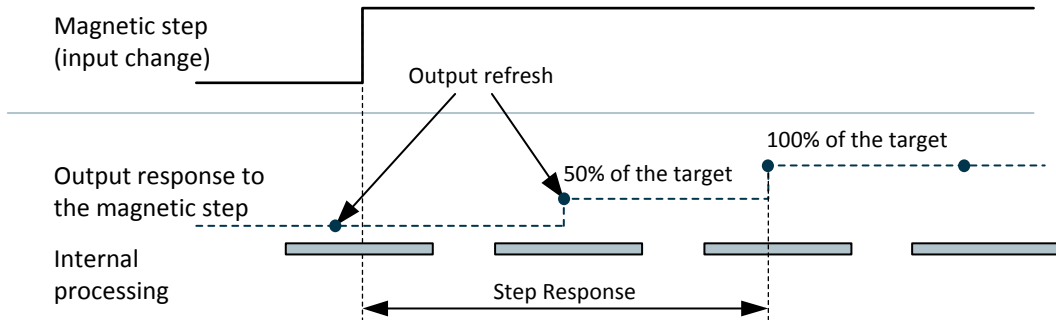 Magnetic step
(input change)
Output refresh
100% of the target
50% of the target
Output response to
the magnetic step
Internal
processing
Step Response